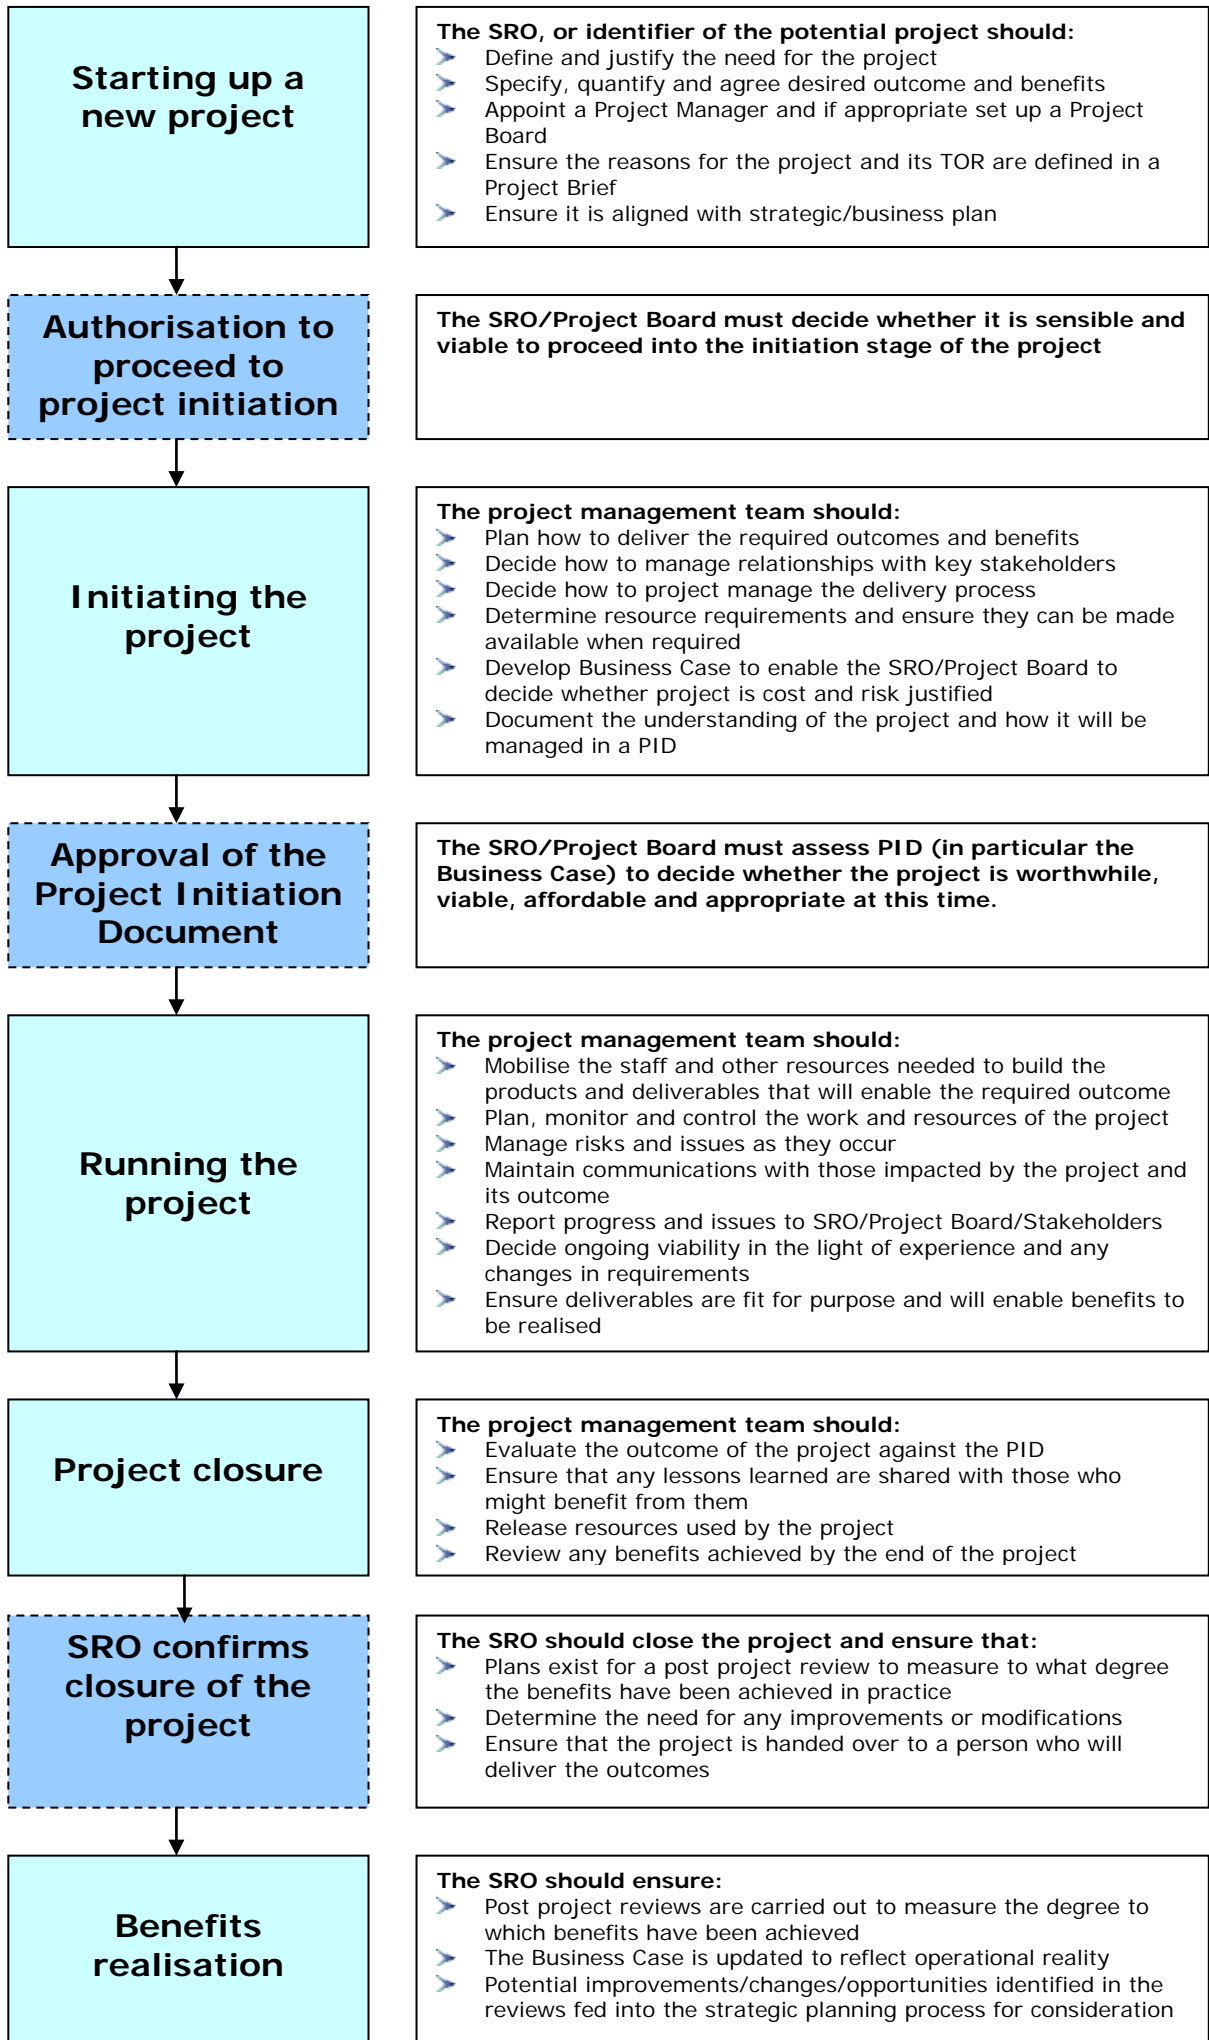 Starting up a
new project
The SRO, or identifier of the potential project should:
Define and justify the need for the project
Specify, quantify and agree desired outcome and benefits
Appoint a Project Manager and if appropriate set up a Project
Board
Ensure the reasons for the project and its TOR are defined in a
Project Brief
Ensure it is aligned with strategic/business plan
Authorisation to
proceed to
project initiation
The SRO/Project Board must decide whether it is sensible and
viable to proceed into the initiation stage of the project
Initiating the
project
The project management team should:
Plan how to deliver the required outcomes and benefits
Decide how to manage relationships with key stakeholders
Decide how to project manage the delivery process
Determine resource requirements and ensure they can be made
available when required
Develop Business Case to enable the SRO/Project Board to
decide whether project is cost and risk justified
Document the understanding of the project and how it will be
managed in a PID
Approval of the
Project Initiation
Document
The SRO/Project Board must assess PID (in particular the
Business Case) to decide whether the project is worthwhile,
viable, affordable and appropriate at this time.
Running the
project
The project management team should:
Mobilise the staff and other resources needed to build the
products and deliverables that will enable the required outcome
Plan, monitor and control the work and resources of the project
Manage risks and issues as they occur
Maintain communications with those impacted by the project and
its outcome
Report progress and issues to SRO/Project Board/Stakeholders
Decide ongoing viability in the light of experience and any
changes in requirements
Ensure deliverables are fit for purpose and will enable benefits to
be realised
Project closure
The project management team should:
Evaluate the outcome of the project against the PID
Ensure that any lessons learned are shared with those who
might benefit from them
Release resources used by the project
Review any benefits achieved by the end of the project
SRO confirms
closure of the
project
The SRO should close the project and ensure that:
Plans exist for a post project review to measure to what degree
the benefits have been achieved in practice
Determine the need for any improvements or modifications
Ensure that the project is handed over to a person who will
deliver the outcomes
Benefits
realisation
The SRO should ensure:
Post project reviews are carried out to measure the degree to
which benefits have been achieved
The Business Case is updated to reflect operational reality
Potential improvements/changes/opportunities identified in the
reviews fed into the strategic planning process for consideration